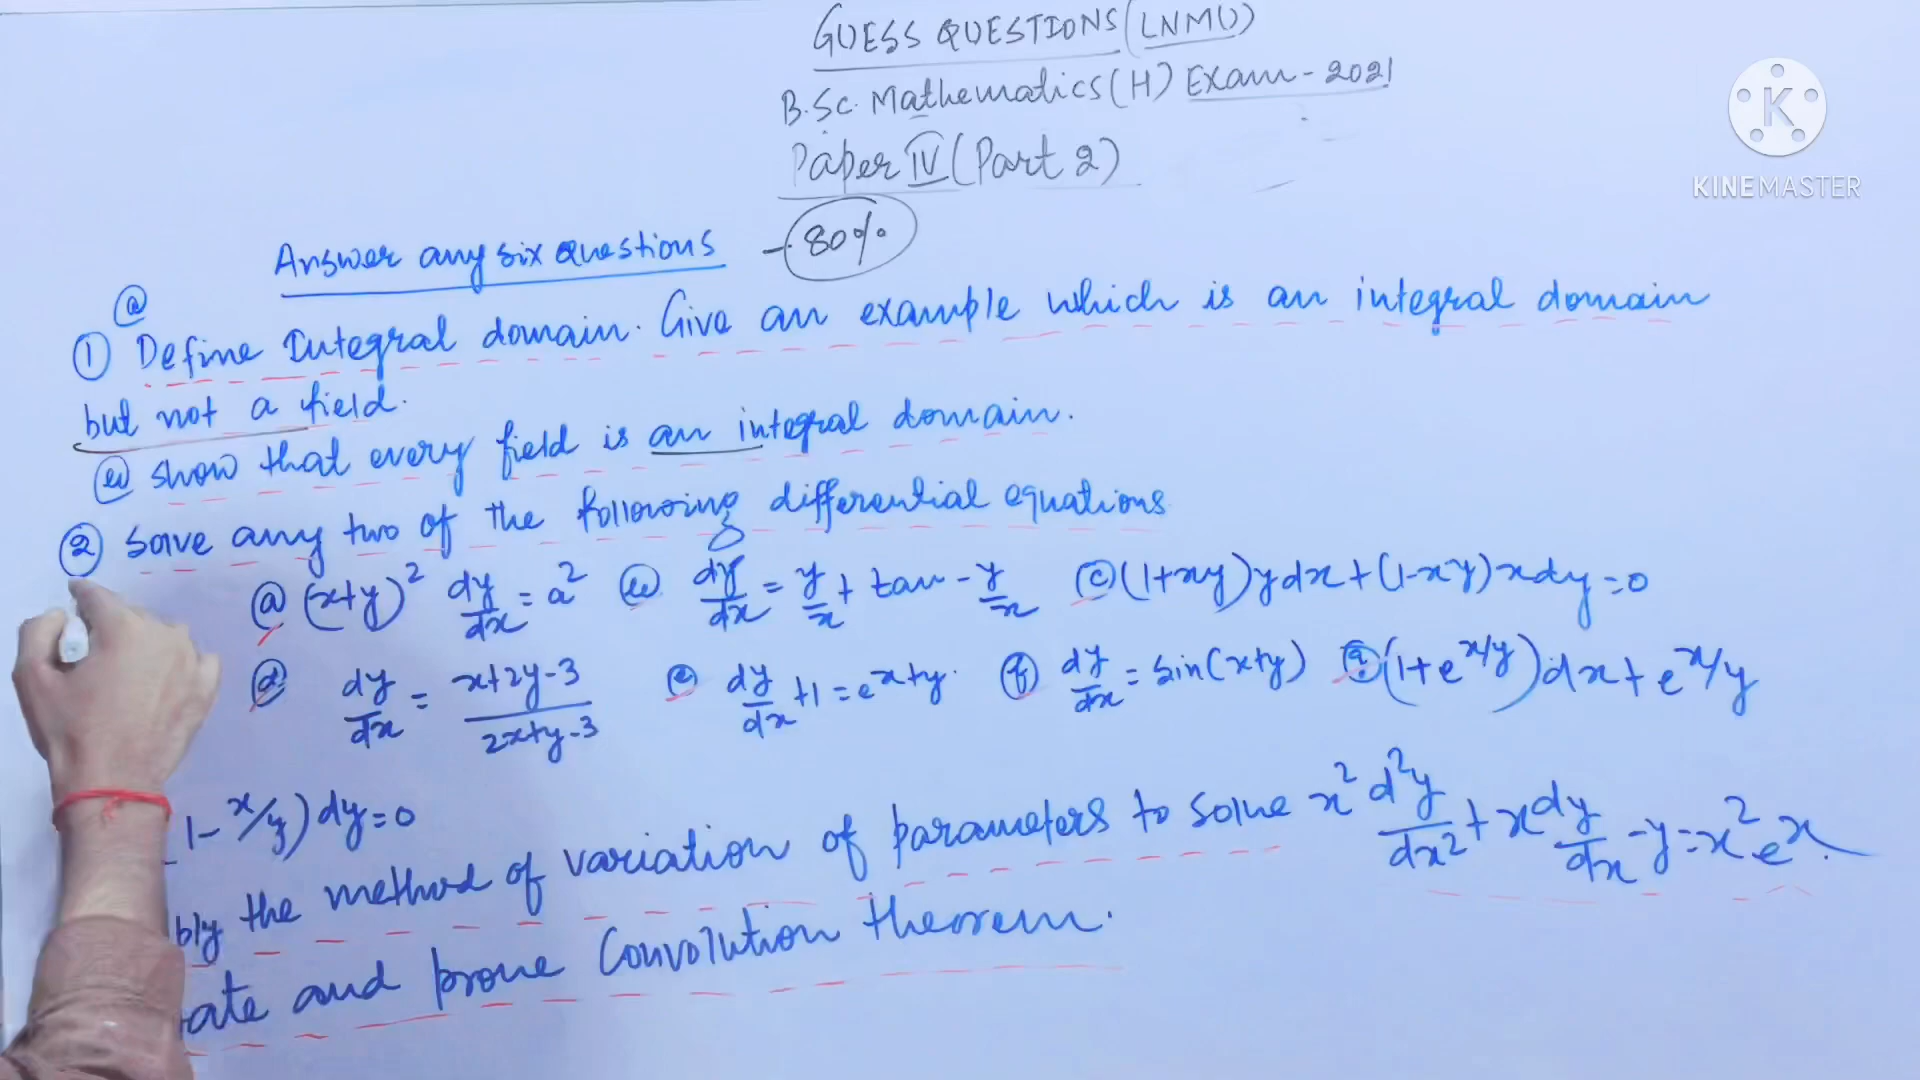 GUESS QUESTIONS (LNMU)
B.Sc. Mathematics (H) Exam - 2021
Paper IV (Part 2)
KINEMASTER
Answer any six questions - 80%
(a)
① Define Integral domain. Give an example which is an integral domain
but not a field.
(b) show that every field is an integral domain.
② Solve any two of the following differential equations
(a) (x+y)² dy/dx = a² (b) dy/dx = y/x + tan - y/x (c) (1+xy)ydx + (1-xy)xdy = 0
(d) dy/dx = x+2y-3/2x+y-3 (e) dy/dx + 1 = e^x+y. (f) dy/dx = sin(x+y) (g) (1+e^x/y)dx + e^x/y
1 - x/y) dy = 0
bly the method of variation of parameters to solve x² d²y/dx² + x dy/dx - y = x² e^x.
ate and prove Convolution theorem.